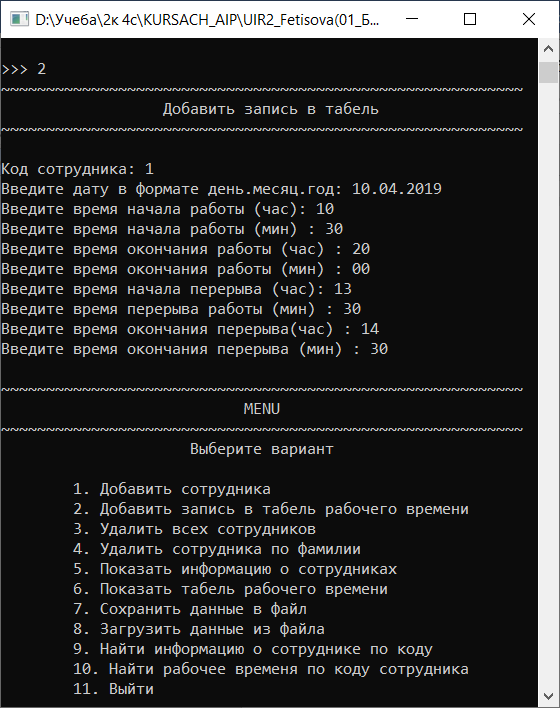 D:\Учеба\2к 4с\KURSACH_AIP\UIR2_Fetisova(01_Б...
>>> 2
~~~~~~~~~~~~~~~~~~~~~~~~~~~~~~~~~~~~~~~~~~~~~~~~~~~~~~~~~~
Добавить запись в табель
~~~~~~~~~~~~~~~~~~~~~~~~~~~~~~~~~~~~~~~~~~~~~~~~~~~~~~~~~~
Код сотрудника: 1
Введите дату в формате день.месяц.год: 10.04.2019
Введите время начала работы (час): 10
Введите время начала работы (мин) : 30
Введите время окончания работы (час) : 20
Введите время окончания работы (мин) : 00
Введите время начала перерыва (час): 13
Введите время перерыва работы (мин) : 30
Введите время окончания перерыва(час) : 14
Введите время окончания перерыва (мин) : 30
~~~~~~~~~~~~~~~~~~~~~~~~~~~~~~~~~~~~~~~~~~~~~~~~~~~~~~~~~~
MENU
~~~~~~~~~~~~~~~~~~~~~~~~~~~~~~~~~~~~~~~~~~~~~~~~~~~~~~~~~~
Выберите вариант
1. Добавить сотрудника
2. Добавить запись в табель рабочего времени
3. Удалить всех сотрудников
4. Удалить сотрудника по фамилии
5. Показать информацию о сотрудниках
6. Показать табель рабочего времени
7. Сохранить данные в файл
8. Загрузить данные из файла
9. Найти информацию о сотруднике по коду
10. Найти рабочее временя по коду сотрудника
11. Выйти